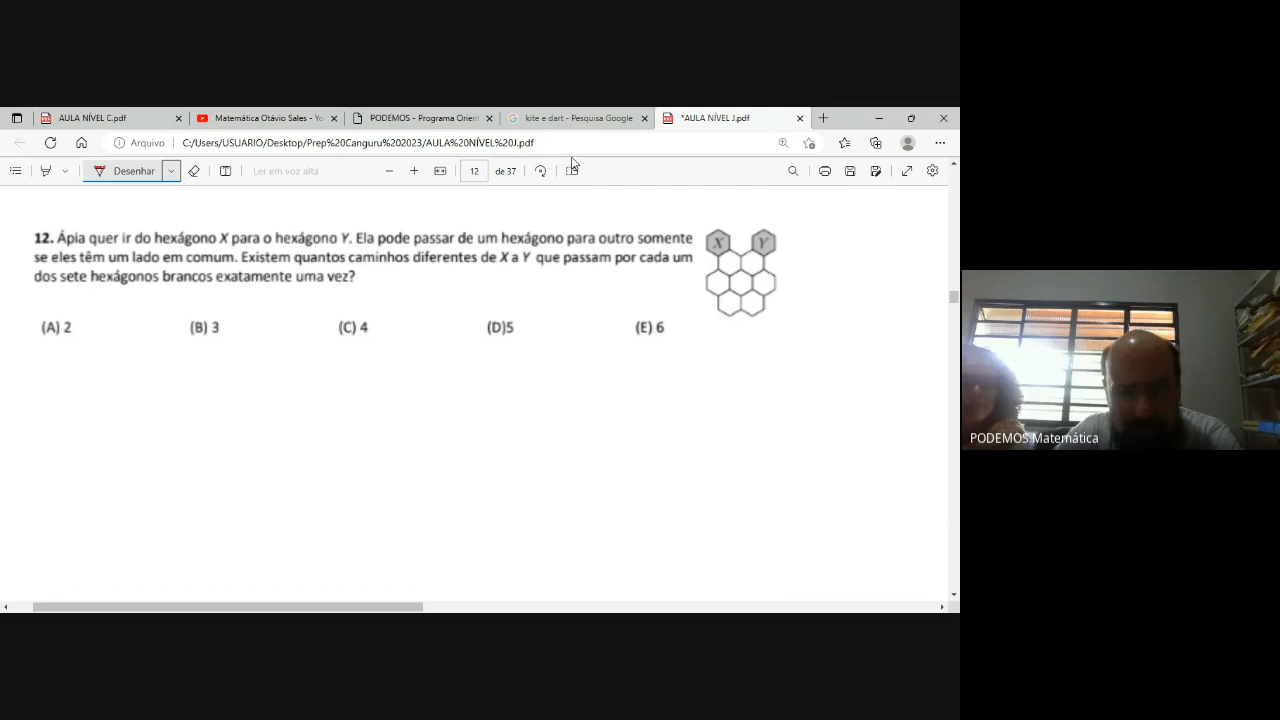 AULA NÍVEL C.pdf
Matemática Otávio Sales - Yo
PODEMOS - Programa Orien
kite e dart - Pesquisa Google
*AULA NÍVEL J.pdf
Arquivo C:/Users/USUARIO/Desktop/Prep%20Canguru%202023/AULA%20NÍVEL%20J.pdf
Desenhar Ler em voz alta 12 de 37
12. Ápia quer ir do hexágono X para o hexágono Y. Ela pode passar de um hexágono para outro somente
se eles têm um lado em comum. Existem quantos caminhos diferentes de X a Y que passam por cada um
dos sete hexágonos brancos exatamente uma vez?
X Y
(A) 2 (B) 3 (C) 4 (D)5 (E) 6
PODEMOS Matemática